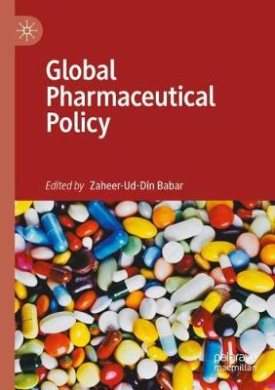 Global
Pharmaceutical
Policy
Edited by Zaheer-Ud-Din Babar
palgrave
macmillan